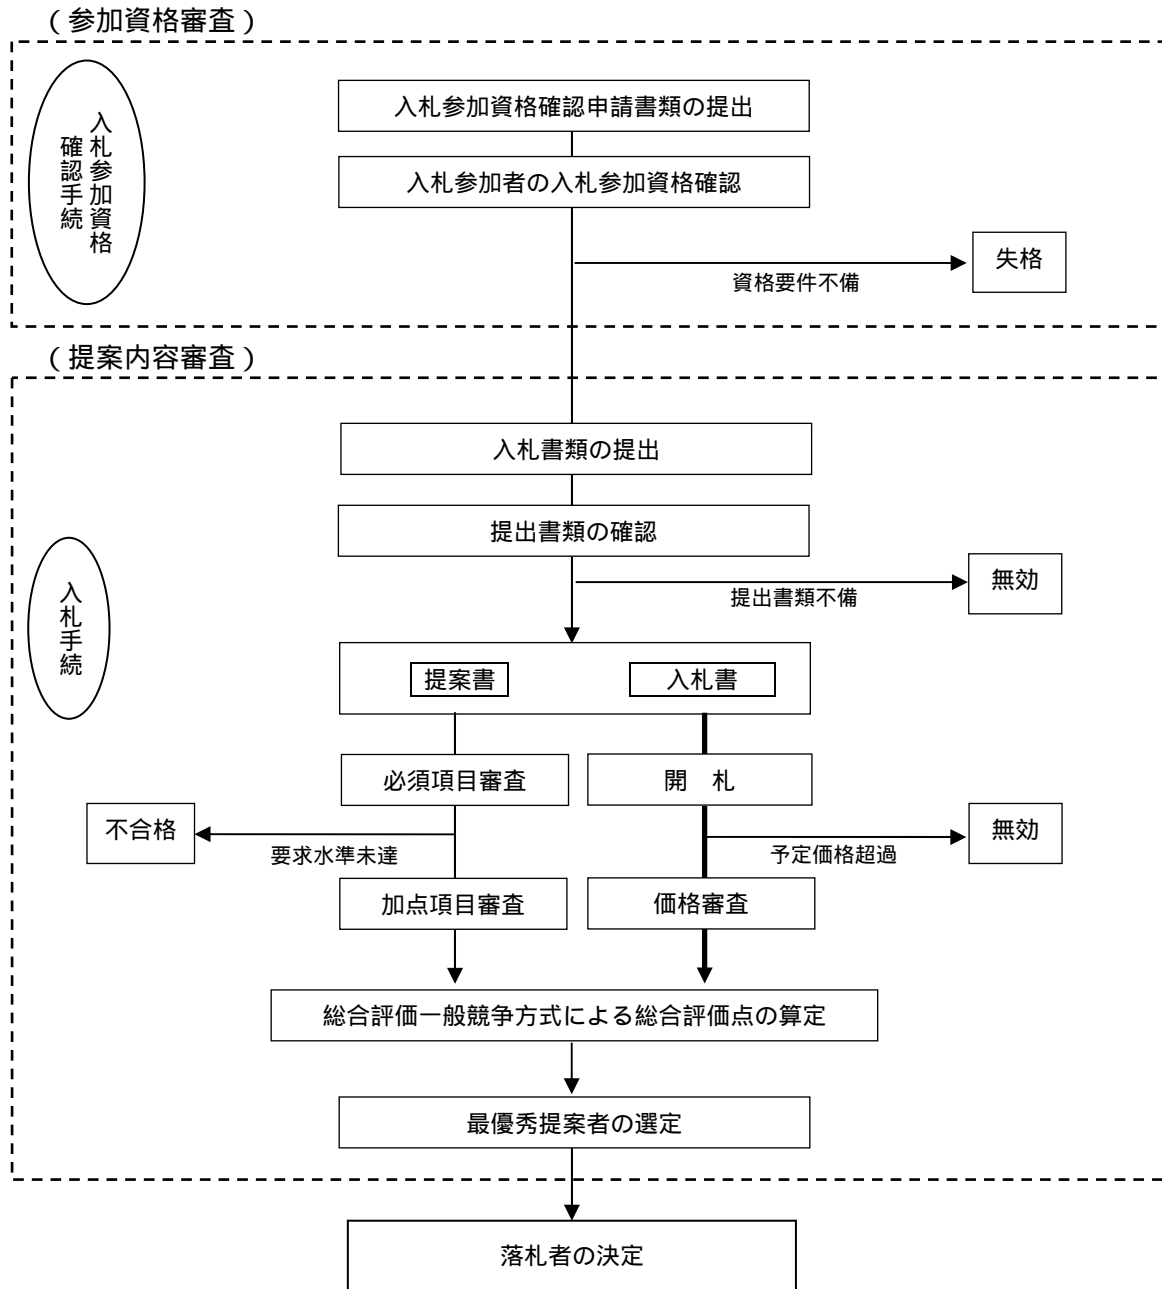 （参加資格審査）
入札参加資格
確認手続
入札参加資格確認申請書類の提出
入札参加者の入札参加資格確認
失格
資格要件不備
（提案内容審査）
入札書類の提出
提出書類の確認
無効
提出書類不備
入札手続
提案書
入札書
必須項目審査
開　札
不合格
要求水準未達
無効
予定価格超過
加点項目審査
価格審査
総合評価一般競争方式による総合評価点の算定
最優秀提案者の選定
落札者の決定